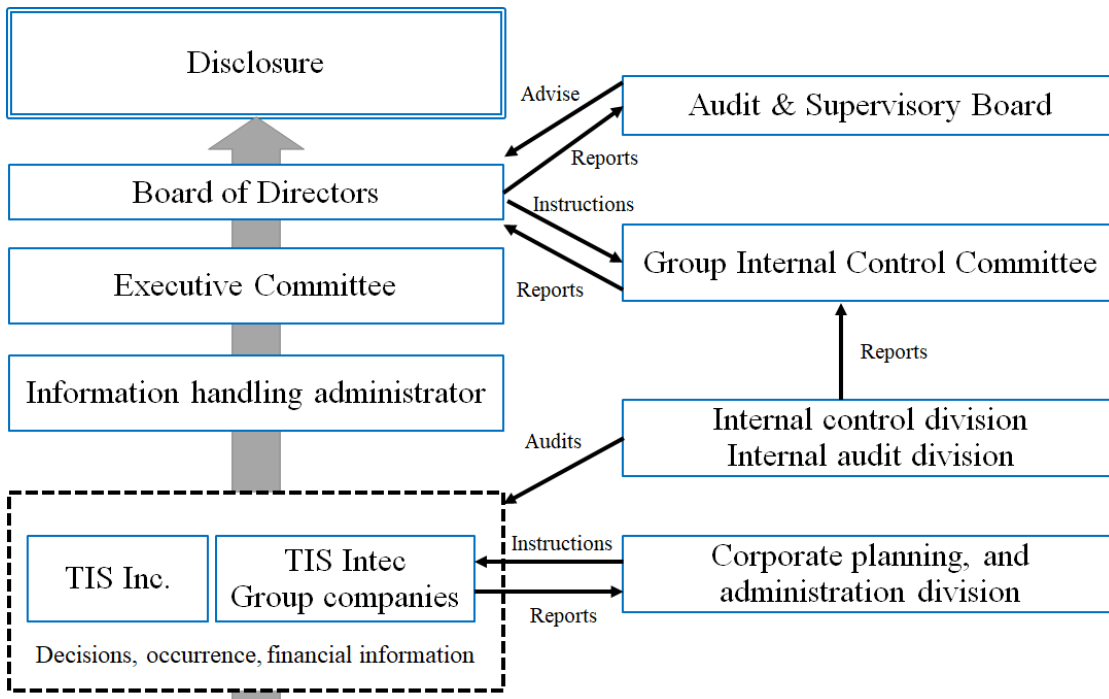 Disclosure
Advise
Audit & Supervisory Board
Reports
Board of Directors
Instructions
Group Internal Control Committee
Executive Committee
Reports
Reports
Information handling administrator
Internal control division
Internal audit division
Audits
TIS Inc.
TIS Intec
Group companies
Instructions
Corporate planning, and
administration division
Reports
Decisions, occurrence, financial information